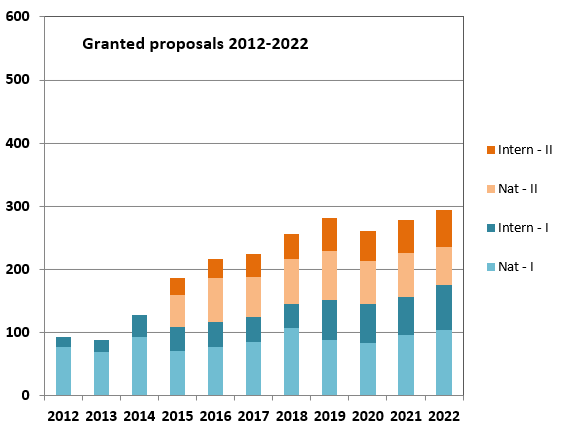 Granted proposals 2012-2022
600
500
400
300
200
100
0
2012 2013 2014 2015 2016 2017 2018 2019 2020 2021 2022
Intern - II
Nat - II
Intern - I
Nat - I